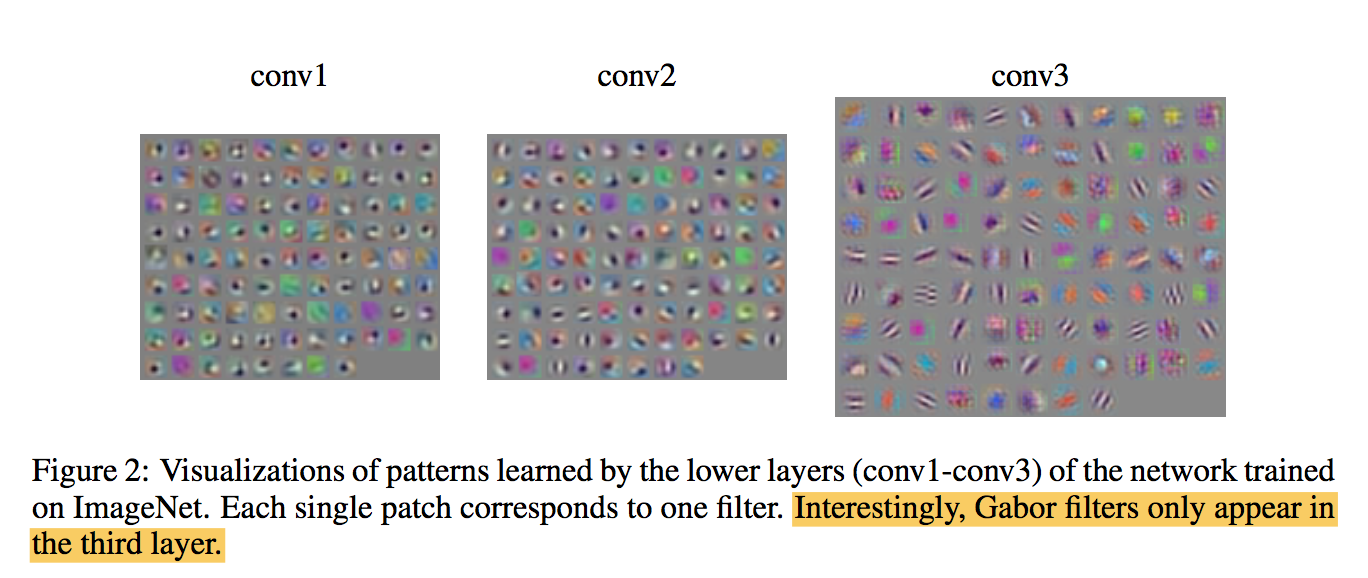 conv1 conv2 conv3
Figure 2: Visualizations of patterns learned by the lower layers (conv1-conv3) of the network trained
on ImageNet. Each single patch corresponds to one filter. Interestingly, Gabor filters only appear in
the third layer.